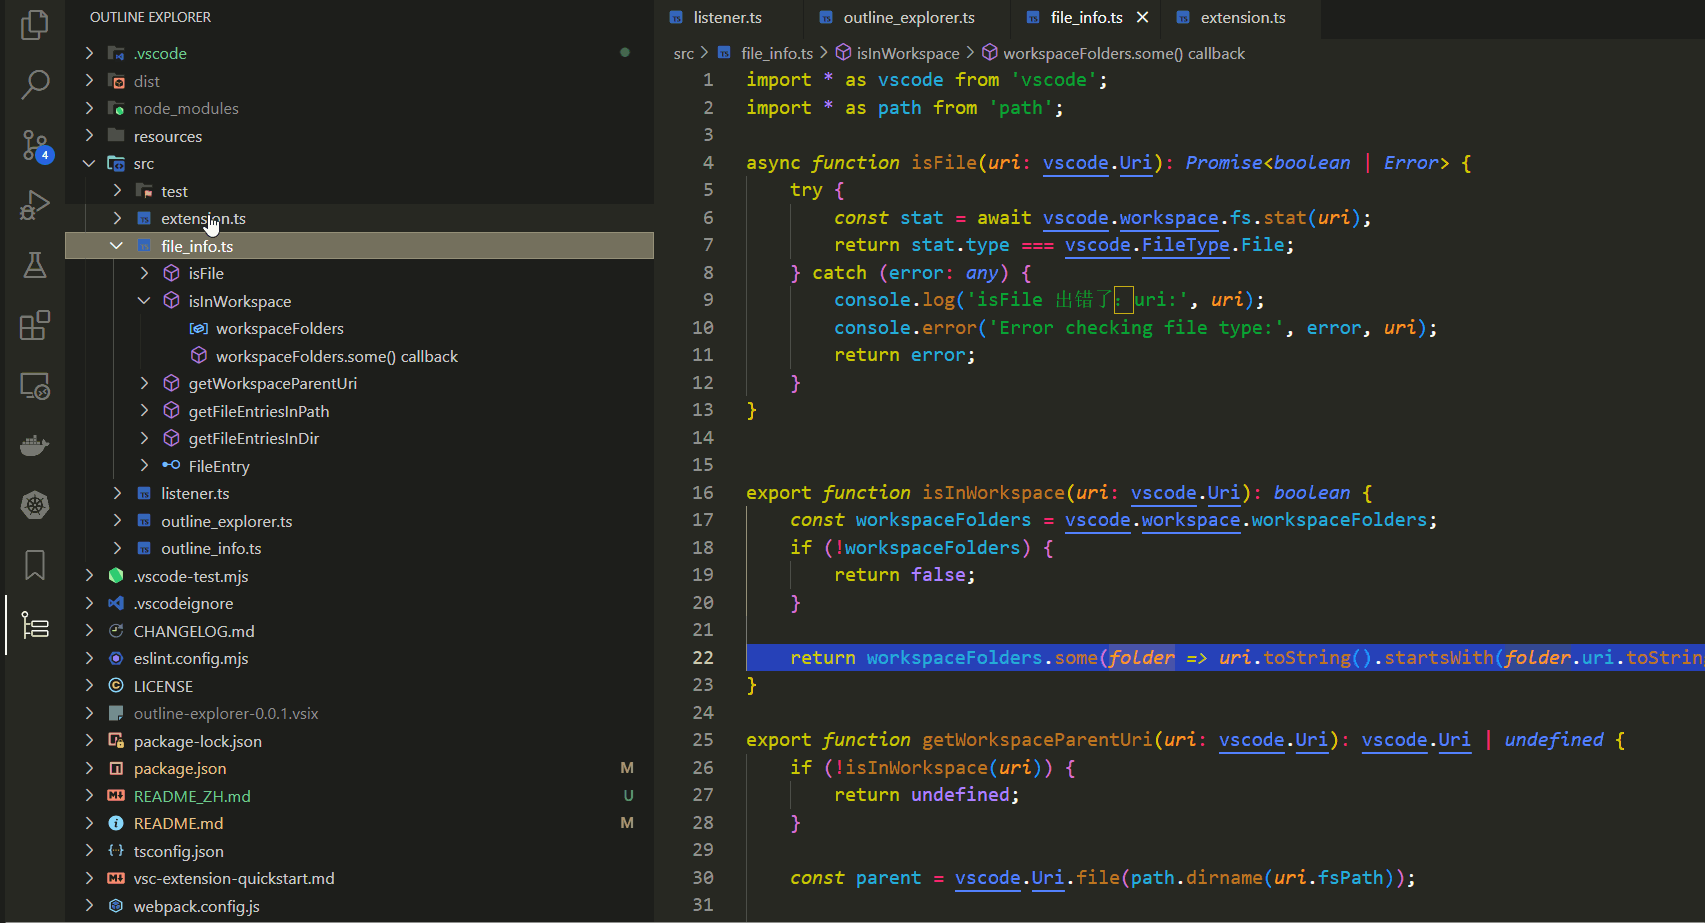 OUTLINE EXPLORER
.vscode
dist
node_modules
resources
src
test
extension.ts
file_info.ts
isFile
isInWorkspace
workspaceFolders
workspaceFolders.some() callback
getWorkspaceParentUri
getFileEntriesInPath
getFileEntriesInDir
FileEntry
listener.ts
outline_explorer.ts
outline_info.ts
.vscode-test.mjs
.vscodeignore
CHANGELOG.md
eslint.config.mjs
LICENSE
outline-explorer-0.0.1.vsix
package-lock.json
package.json M
README_ZH.md U
README.md M
tsconfig.json
vsc-extension-quickstart.md
webpack.config.js
4
listener.ts outline_explorer.ts file_info.ts extension.ts
src > file_info.ts > isInWorkspace > workspaceFolders.some() callback
1 import * as vscode from 'vscode';
2 import * as path from 'path';
3
4 async function isFile(uri: vscode.Uri): Promise<boolean | Error> {
5 try {
6 const stat = await vscode.workspace.fs.stat(uri);
7 return stat.type === vscode.FileType.File;
8 } catch (error: any) {
9 console.log('isFile 出错了：uri:', uri);
10 console.error('Error checking file type:', error, uri);
11 return error;
12 }
13 }
14
15
16 export function isInWorkspace(uri: vscode.Uri): boolean {
17 const workspaceFolders = vscode.workspace.workspaceFolders;
18 if (!workspaceFolders) {
19 return false;
20 }
21
22 return workspaceFolders.some(folder => uri.toString().startsWith(folder.uri.toString
23 }
24
25 export function getWorkspaceParentUri(uri: vscode.Uri): vscode.Uri | undefined {
26 if (!isInWorkspace(uri)) {
27 return undefined;
28 }
29
30 const parent = vscode.Uri.file(path.dirname(uri.fsPath));
31